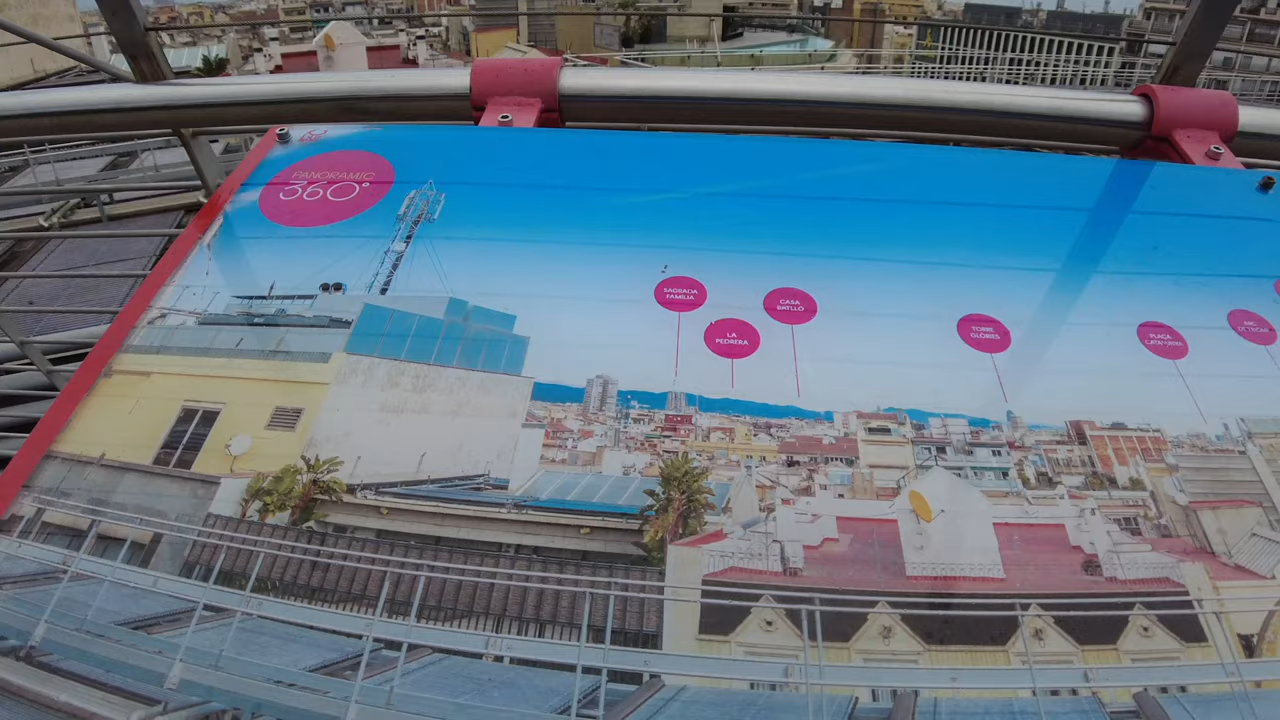 PANORAMIC
360°
SAGRADA
FAMILIA
LA
PEDRERA
CASA
BATLLÓ
TORRE
GLÒRIES
PLAÇA
CATALUNYA